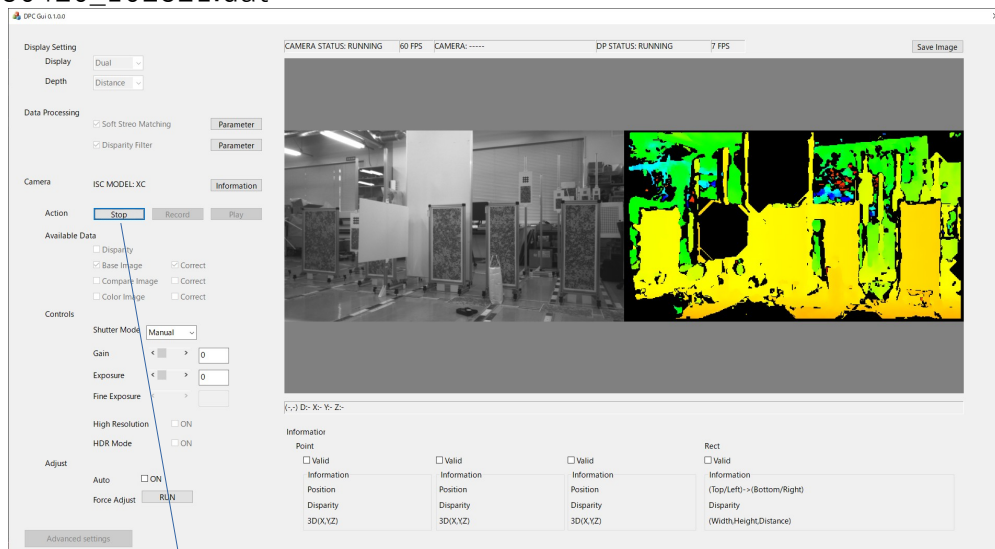 DPC Gui 0.1.0.0
CAMERA STATUS: RUNNING 60 FPS CAMERA: ----- DP STATUS: RUNNING 7 FPS Save Image
Display Setting
Display Dual
Depth Distance
Data Processing
Soft Streo Matching Parameter
Disparity Filter Parameter
Camera ISC MODEL: XC Information
Action Stop Record Play
Available Data
Disparity
Base Image Correct
Compare Image Correct
Color Image Correct
Controls
Shutter Mode Manual
Gain < > 0
Exposure < > 0
Fine Exposure < >
High Resolution ON
HDR Mode ON
Adjust
Auto ON
Force Adjust RUN
Advanced settings
(-,-) D:- X:- Y:- Z:-
Information
Point Rect
Valid Valid Valid Valid
Information Information Information Information
Position Position Position (Top/Left)->(Bottom/Right)
Disparity Disparity Disparity Disparity
3D(X,Y,Z) 3D(X,Y,Z) 3D(X,Y,Z) (Width,Height,Distance)